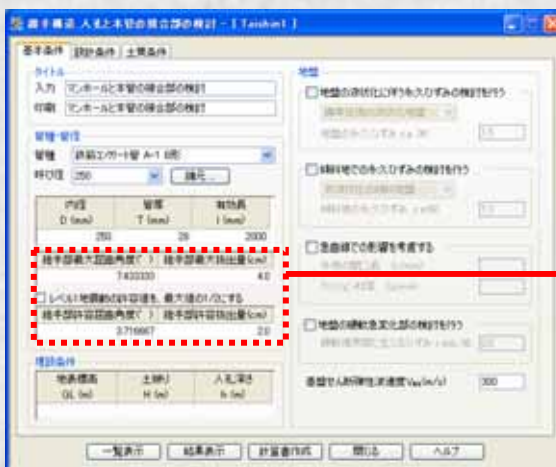 継手構造 人孔と本管の接合部の検討 - [ Taishin1 ]
基本条件 設計条件 土質条件
タイトル
入力 マンホールと本管の接合部の検討
印刷 マンホールと本管の接合部の検討
管種・管径
管種 鉄筋コンクリート管 A-1 B形
呼び径 250 諸元...
内径 管厚 有効長
D (mm) T (mm) l (mm)
250 28 2000
継手部最大屈曲角度(゜) 継手部最大抜出量(cm)
7.433333 4.0
レベル1地震動の許容値を、最大値の1/2にする
継手部許容屈曲角度(゜) 継手部許容抜出量(cm)
3.716667 2.0
埋設条件
地表標高 土被り 人孔深さ
GL (m) H (m) h (m)
地盤
地盤の液状化に伴う永久ひずみの検討を行う
地盤の永久ひずみ
1.5
傾斜地での永久ひずみの検討を行う
急曲線での影響を考慮する
地盤の硬軟急変化部の検討を行う
基盤せん断弾性波速度 (m/s) 300
一覧表示 結果表示 計算書作成 閉じる ヘルプ